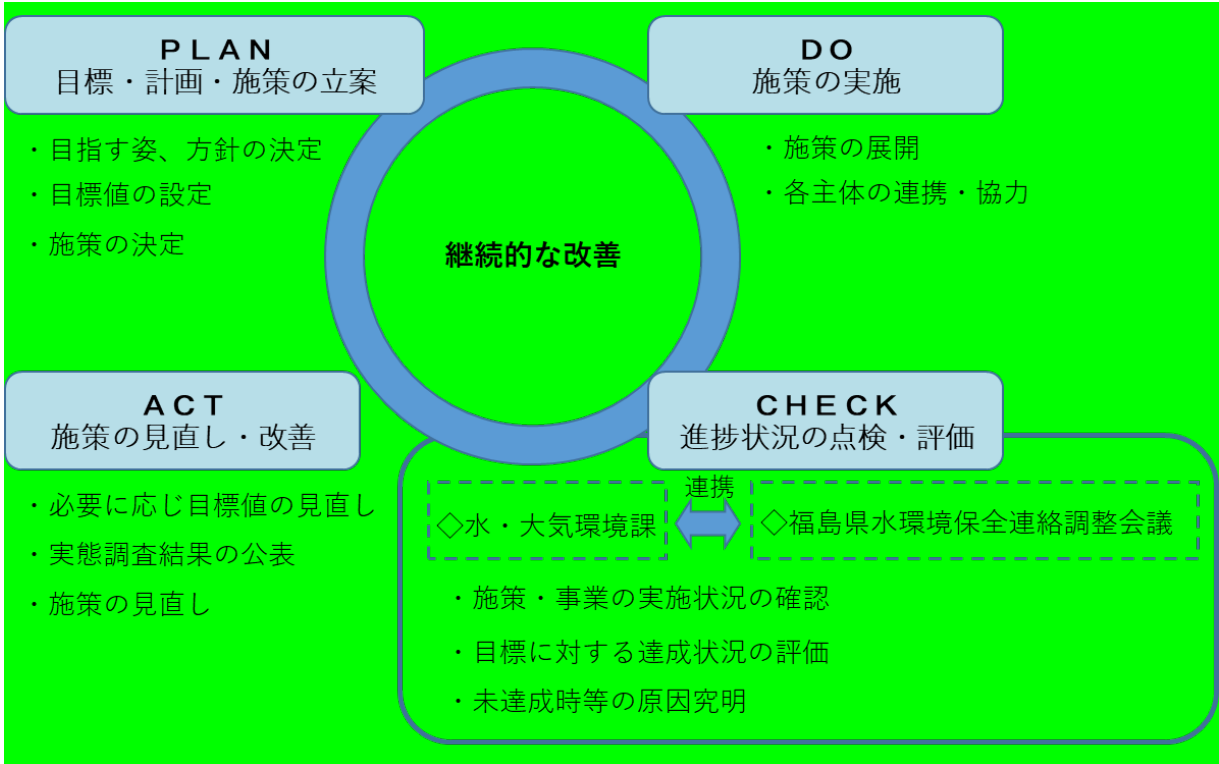 PLAN
目標・計画・施策の立案
・目指す姿、方針の決定
・目標値の設定
・施策の決定
DO
施策の実施
・施策の展開
・各主体の連携・協力
継続的な改善
ACT
施策の見直し・改善
・必要に応じ目標値の見直し
・実態調査結果の公表
・施策の見直し
CHECK
進捗状況の点検・評価
◇水・大気環境課
連携
◇福島県水環境保全連絡調整会議
・施策・事業の実施状況の確認
・目標に対する達成状況の評価
・未達成時等の原因究明